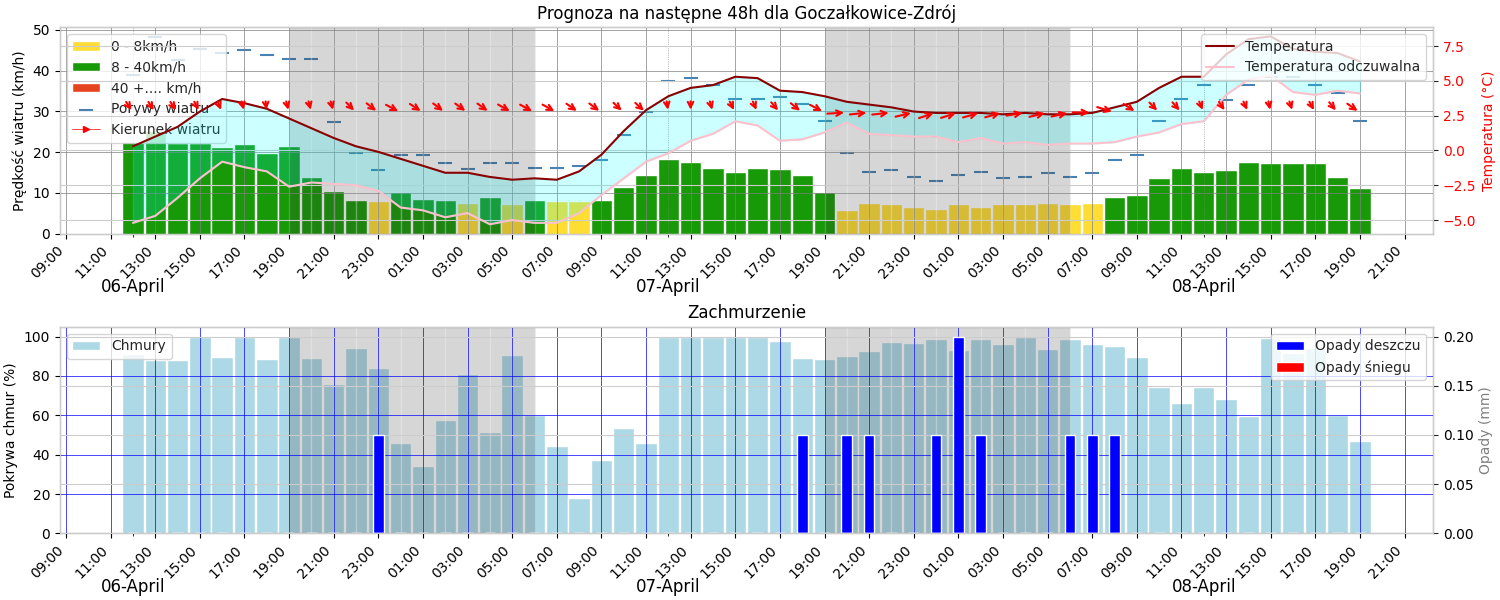 Prognoza na następne 48h dla Goczałkowice-Zdrój
Prędkość wiatru (km/h)
50
40
30
20
10
0
0 - 8km/h
8 - 40km/h
40 +.... km/h
Porywy wiatru
Kierunek wiatru
Temperatura
Temperatura odczuwalna
7.5
5.0
2.5
0.0
−2.5
−5.0
Temperatura (°C)
09:00 11:00 13:00 15:00 17:00 19:00 21:00 23:00 01:00 03:00 05:00 07:00 09:00 11:00 13:00 15:00 17:00 19:00 21:00 23:00 01:00 03:00 05:00 07:00 09:00 11:00 13:00 15:00 17:00 19:00 21:00
06-April 07-April 08-April
Zachmurzenie
Pokrywa chmur (%)
100
80
60
40
20
0
Chmury
Opady deszczu
Opady śniegu
0.20
0.15
0.10
0.05
0.00
Opady (mm)
09:00 11:00 13:00 15:00 17:00 19:00 21:00 23:00 01:00 03:00 05:00 07:00 09:00 11:00 13:00 15:00 17:00 19:00 21:00 23:00 01:00 03:00 05:00 07:00 09:00 11:00 13:00 15:00 17:00 19:00 21:00
06-April 07-April 08-April